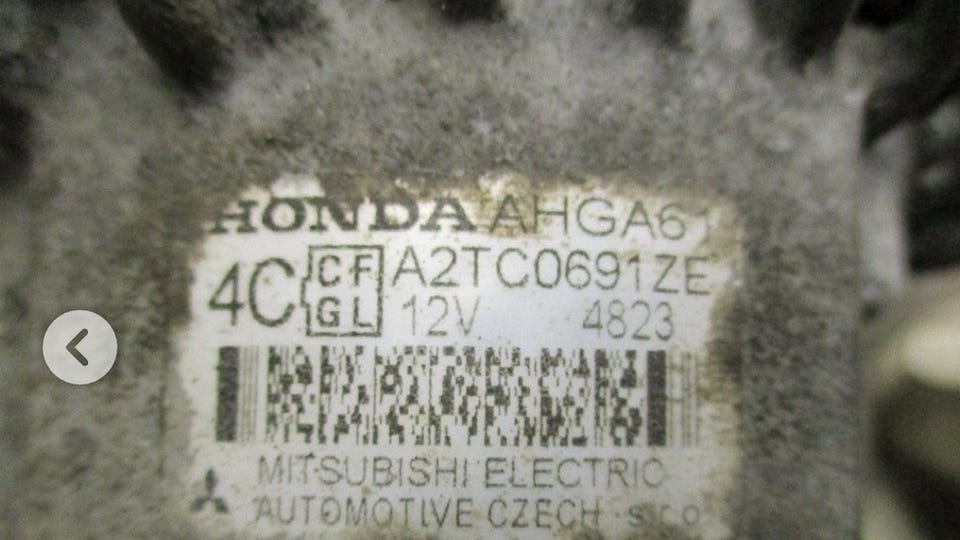 HONDA AHGA61
4C CF GL A2TC0691ZE
12V 4823
MITSUBISHI ELECTRIC
AUTOMOTIVE CZECH s.r.o